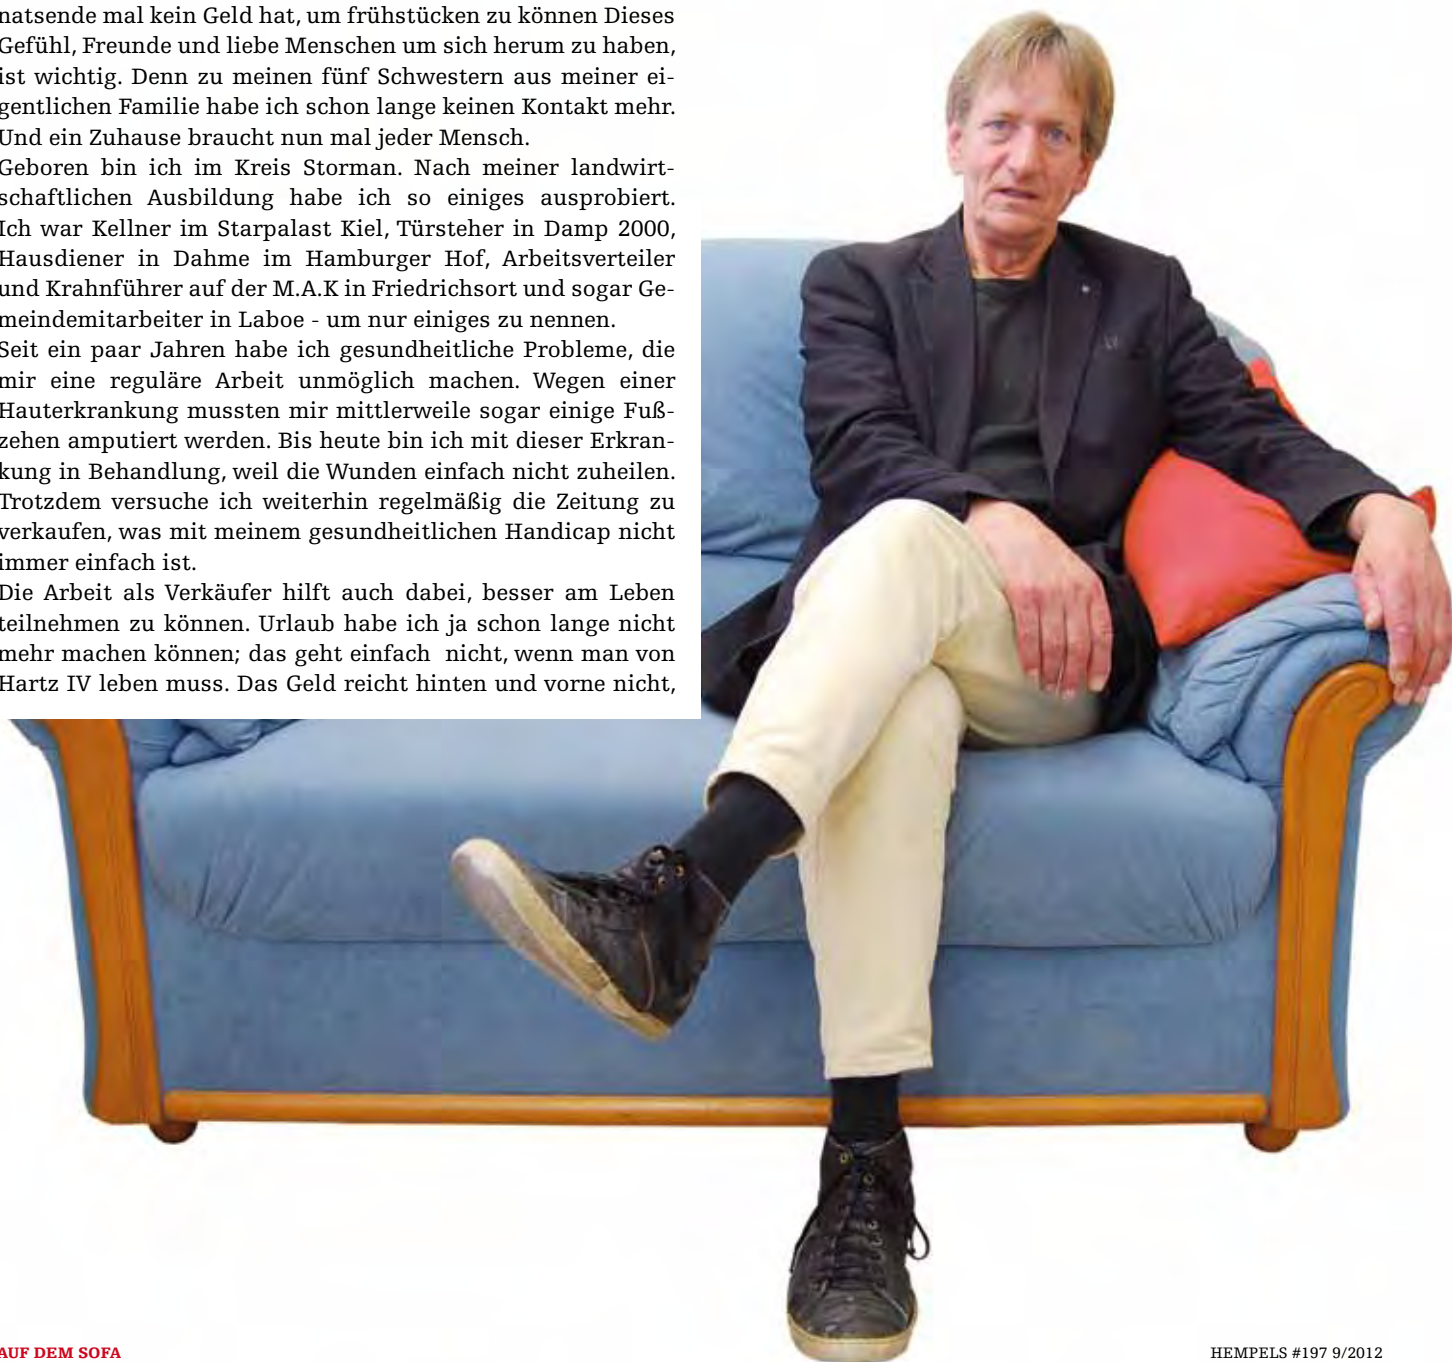 natsende mal kein Geld hat, um frühstücken zu können Dieses
Gefühl, Freunde und liebe Menschen um sich herum zu haben,
ist wichtig. Denn zu meinen fünf Schwestern aus meiner ei-
gentlichen Familie habe ich schon lange keinen Kontakt mehr.
Und ein Zuhause braucht nun mal jeder Mensch.
Geboren bin ich im Kreis Storman. Nach meiner landwirt-
schaftlichen Ausbildung habe ich so einiges ausprobiert.
Ich war Kellner im Starpalast Kiel, Türsteher in Damp 2000,
Hausdiener in Dahme im Hamburger Hof, Arbeitsverteiler
und Krahnführer auf der M.A.K in Friedrichsort und sogar Ge-
meindemitarbeiter in Laboe - um nur einiges zu nennen.
Seit ein paar Jahren habe ich gesundheitliche Probleme, die
mir eine reguläre Arbeit unmöglich machen. Wegen einer
Hauterkrankung mussten mir mittlerweile sogar einige Fuß-
zehen amputiert werden. Bis heute bin ich mit dieser Erkran-
kung in Behandlung, weil die Wunden einfach nicht zuheilen.
Trotzdem versuche ich weiterhin regelmäßig die Zeitung zu
verkaufen, was mit meinem gesundheitlichen Handicap nicht
immer einfach ist.
Die Arbeit als Verkäufer hilft auch dabei, besser am Leben
teilnehmen zu können. Urlaub habe ich ja schon lange nicht
mehr machen können; das geht einfach nicht, wenn man von
Hartz IV leben muss. Das Geld reicht hinten und vorne nicht,
AUF DEM SOFA
HEMPELS #197 9/2012